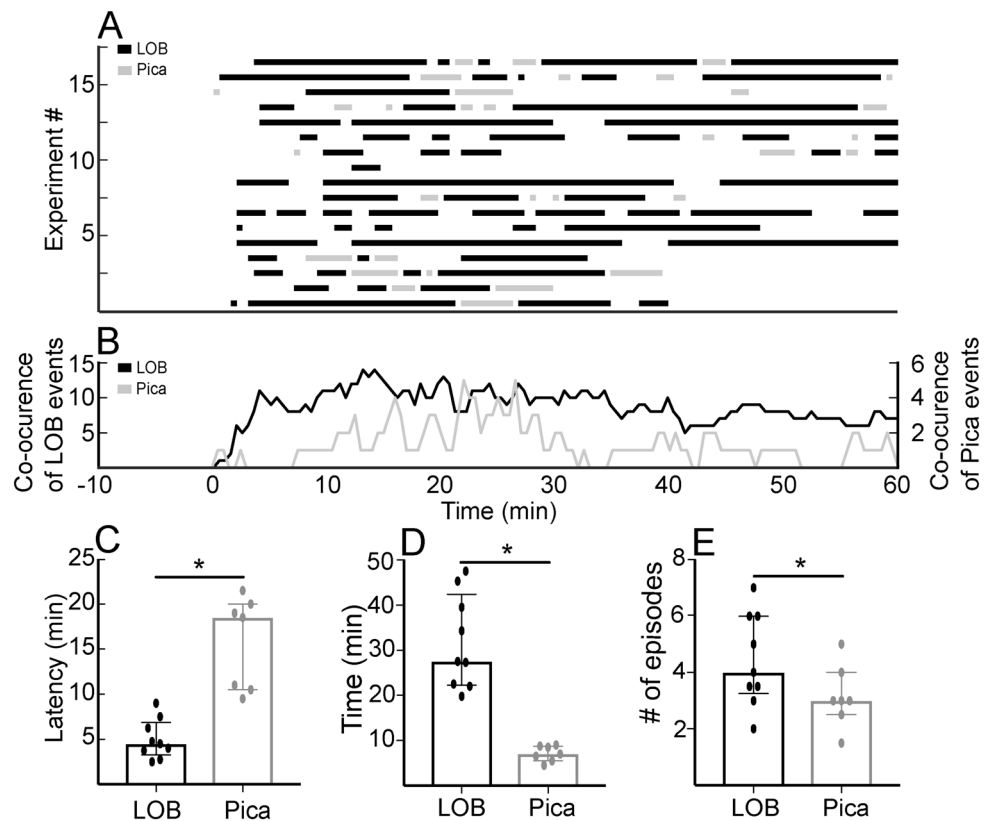 A
LOB
Pica
Experiment #
15
10
5
B
LOB
Pica
Co-ocurence
of LOB events
15
10
5
6
4
2
Co-ocurence
of Pica events
-10 0 10 20 30 40 50 60
Time (min)
C
Latency (min)
25
20
15
10
5
*
LOB Pica
D
Time (min)
50
40
30
20
10
*
LOB Pica
E
# of episodes
8
6
4
2
*
LOB Pica